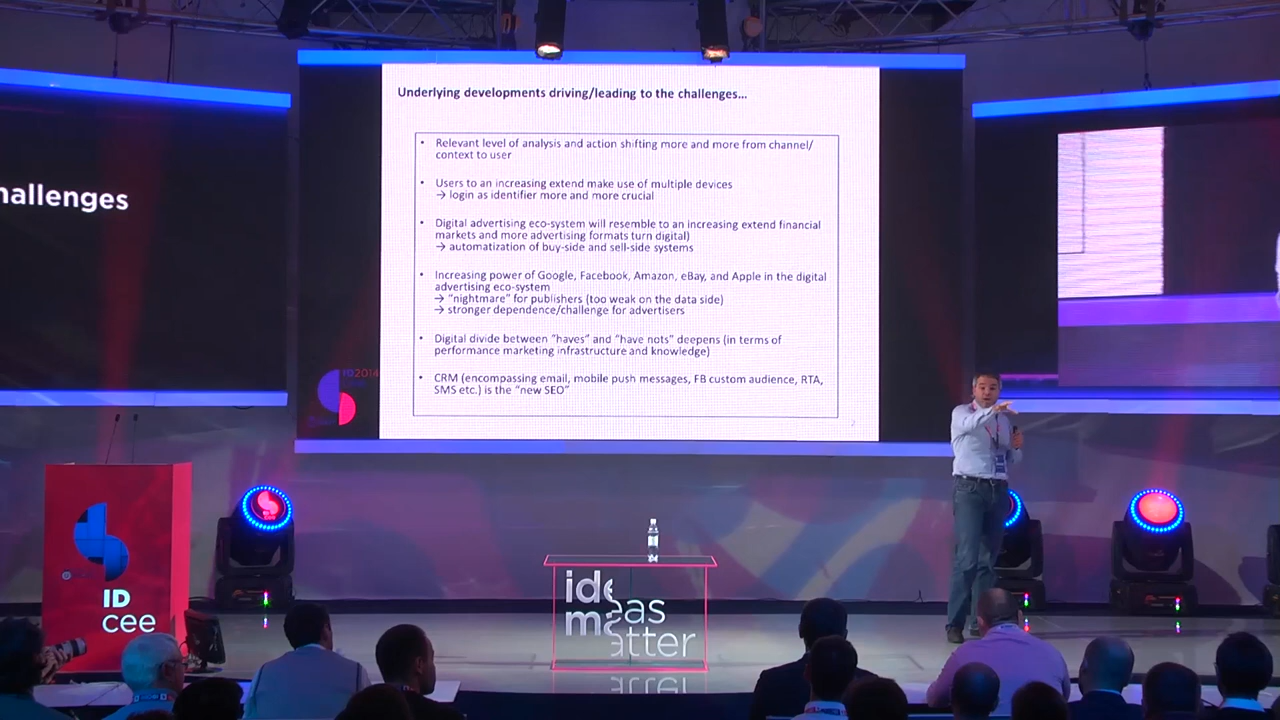 hallenges
Underlying developments driving/leading to the challenges...
• Relevant level of analysis and action shifting more and more from channel/
context to user
• Users to an increasing extend make use of multiple devices
→ login as identifier more and more crucial
• Digital advertising eco-system will resemble to an increasing extend financial
markets and more advertising formats turn digital)
→ automatization of buy-side and sell-side systems
• Increasing power of Google, Facebook, Amazon, eBay, and Apple in the digital
advertising eco-system
→ "nightmare" for publishers (too weak on the data side)
→ stronger dependence/challenge for advertisers
• Digital divide between "haves" and "have nots" deepens (in terms of
performance marketing infrastructure and knowledge)
• CRM (encompassing email, mobile push messages, FB custom audience, RTA,
SMS etc.) is the "new SEO"
2
2014
ID
cee
ideas
matter